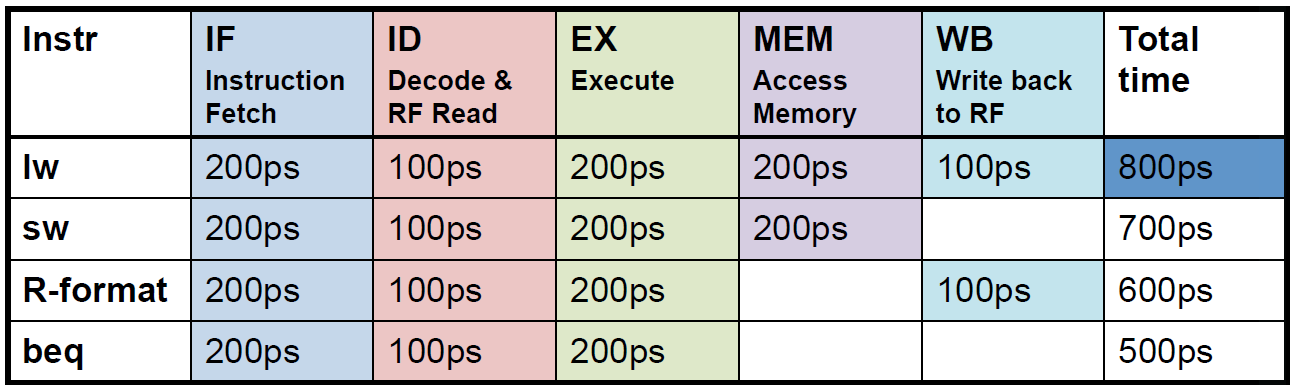 Instr IF ID EX MEM WB Total time
Instruction Fetch Decode & RF Read Execute Access Memory Write back to RF
lw 200ps 100ps 200ps 200ps 100ps 800ps
sw 200ps 100ps 200ps 200ps 700ps
R-format 200ps 100ps 200ps 100ps 600ps
beq 200ps 100ps 200ps 500ps